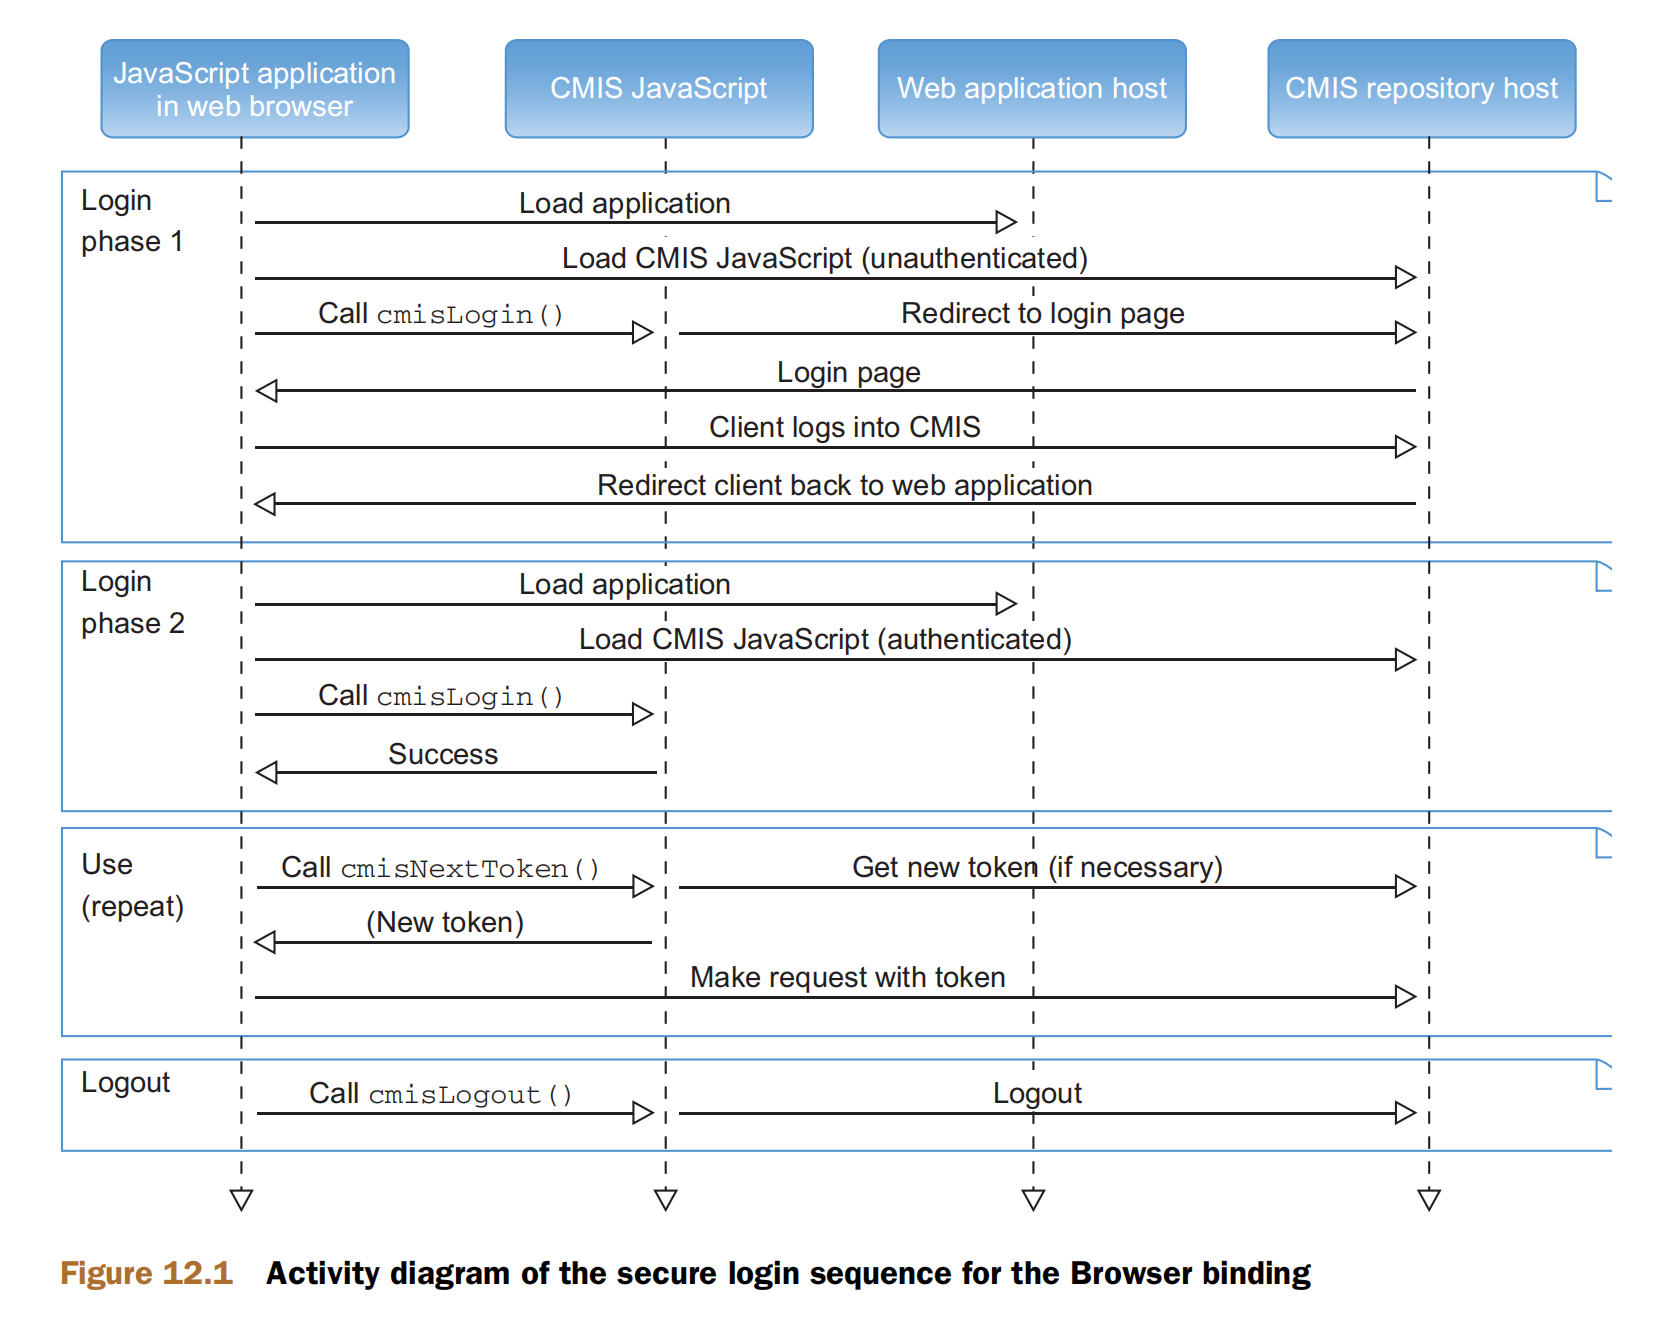 JavaScript application
in web browser
CMIS JavaScript
Web application host
CMIS repository host
Login
phase 1
Load application
Load CMIS JavaScript (unauthenticated)
Call cmisLogin()
Redirect to login page
Login page
Client logs into CMIS
Redirect client back to web application
Login
phase 2
Load application
Load CMIS JavaScript (authenticated)
Call cmisLogin()
Success
Use
(repeat)
Call cmisNextToken()
Get new token (if necessary)
(New token)
Make request with token
Logout
Call cmisLogout()
Logout
Figure 12.1 Activity diagram of the secure login sequence for the Browser binding